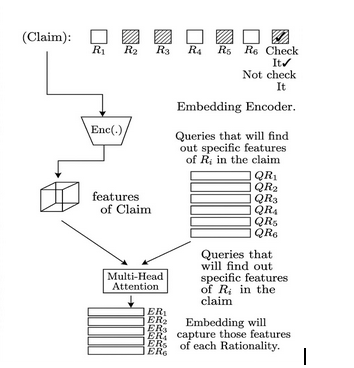 (Claim):
R1 R2 R3 R4 R5 R6 Check
It✓
Not check
It
Embedding Encoder.
Enc(.)
Queries that will find
out specific features
of Ri in the claim
QR1
QR2
QR3
QR4
QR5
QR6
features
of Claim
Queries that
will find out
specific features
of Ri in the
claim
Multi-Head
Attention
ER1
ER2
ER3
ER4
ER5
ER6
Embedding will
capture those features
of each Rationality.